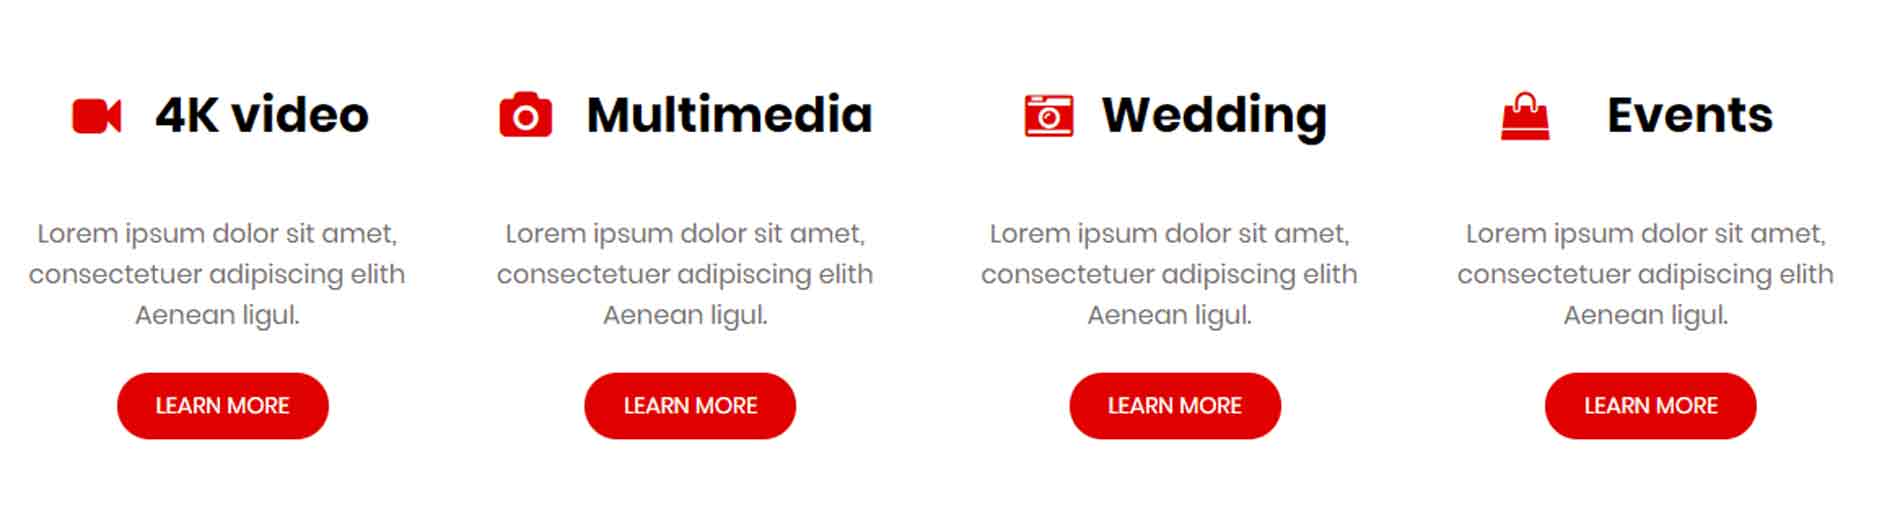 4K video
Lorem ipsum dolor sit amet,
consectetuer adipiscing elith
Aenean ligul.
LEARN MORE
Multimedia
Lorem ipsum dolor sit amet,
consectetuer adipiscing elith
Aenean ligul.
LEARN MORE
Wedding
Lorem ipsum dolor sit amet,
consectetuer adipiscing elith
Aenean ligul.
LEARN MORE
Events
Lorem ipsum dolor sit amet,
consectetuer adipiscing elith
Aenean ligul.
LEARN MORE